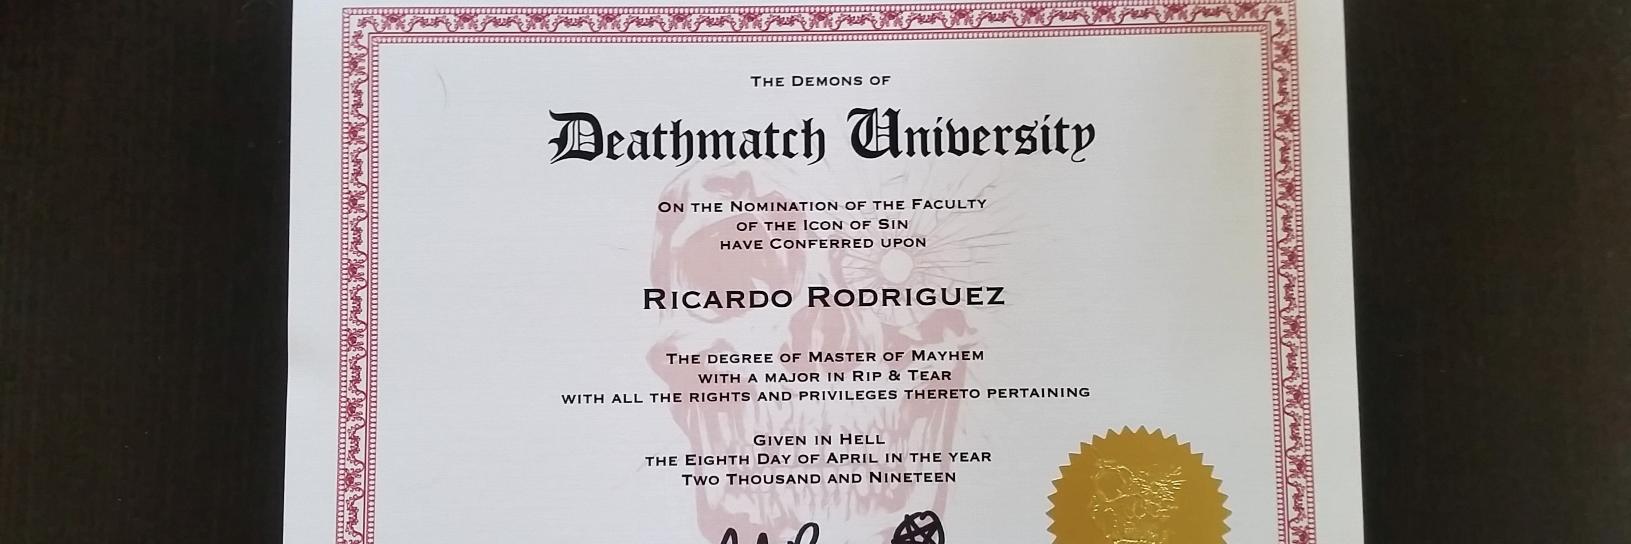 The Demons of
Deathmatch University
On the Nomination of the Faculty
of the Icon of Sin
have Conferred upon
Ricardo Rodriguez
The degree of Master of Mayhem
with a major in Rip & Tear
with all the rights and privileges thereto pertaining
Given in Hell
the Eighth Day of April in the year
Two Thousand and Nineteen